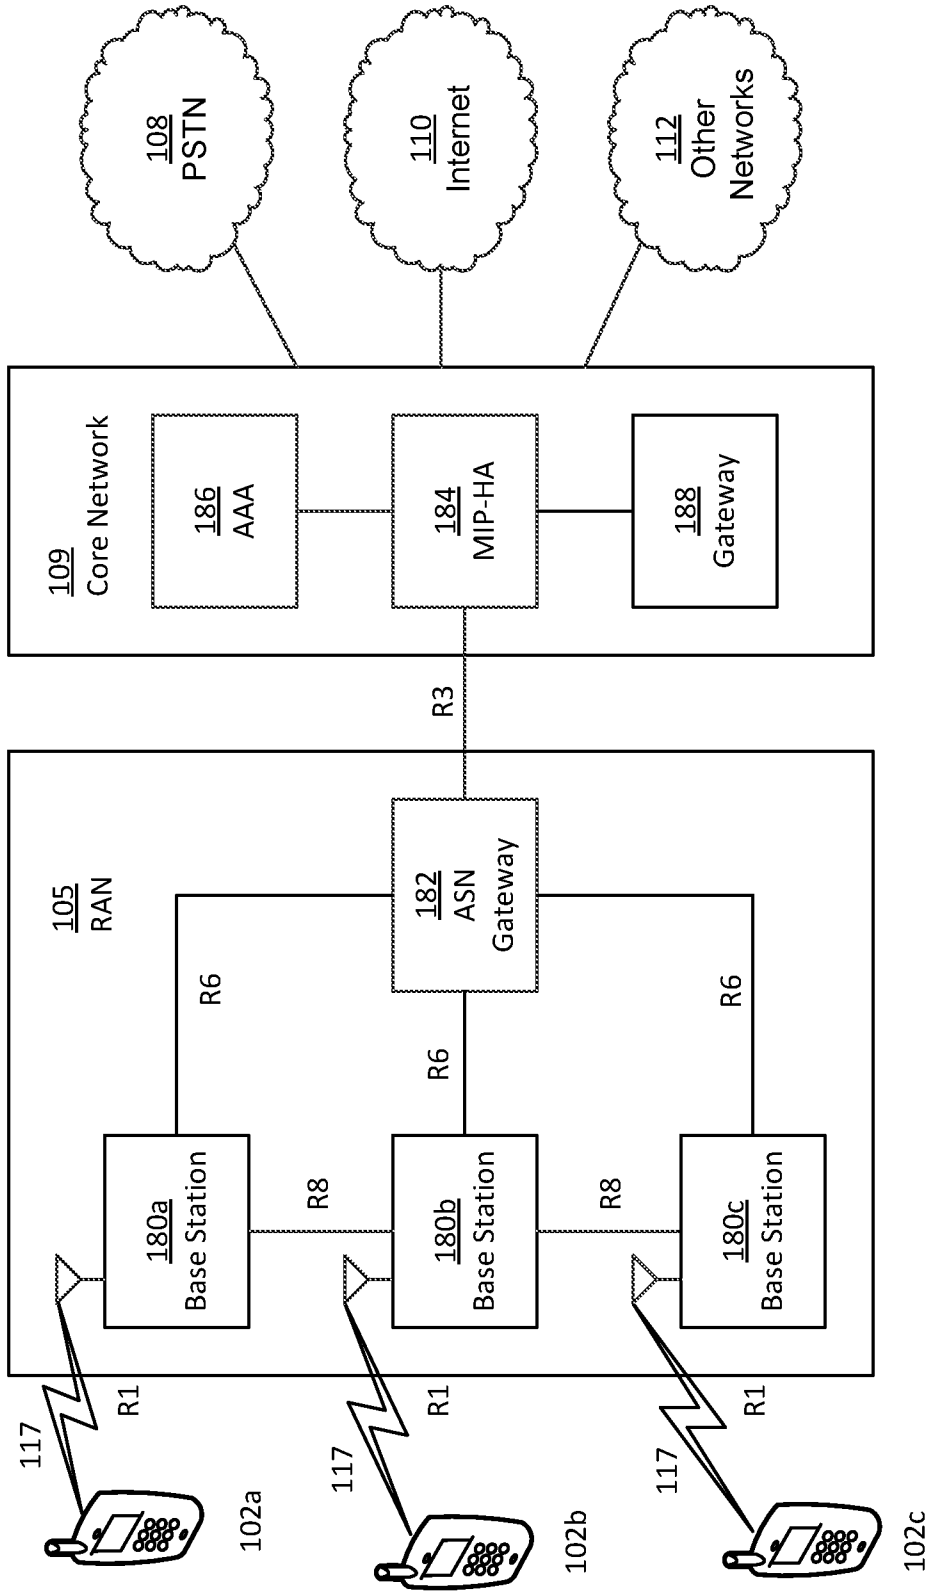 117
R1
102a
117
R1
102b
117
R1
102c
105
RAN
180a
Base Station
R8
180b
Base Station
R8
180c
Base Station
R6
R6
R6
182
ASN
Gateway
R3
109
Core Network
186
AAA
184
MIP-HA
188
Gateway
108
PSTN
110
Internet
112
Other
Networks